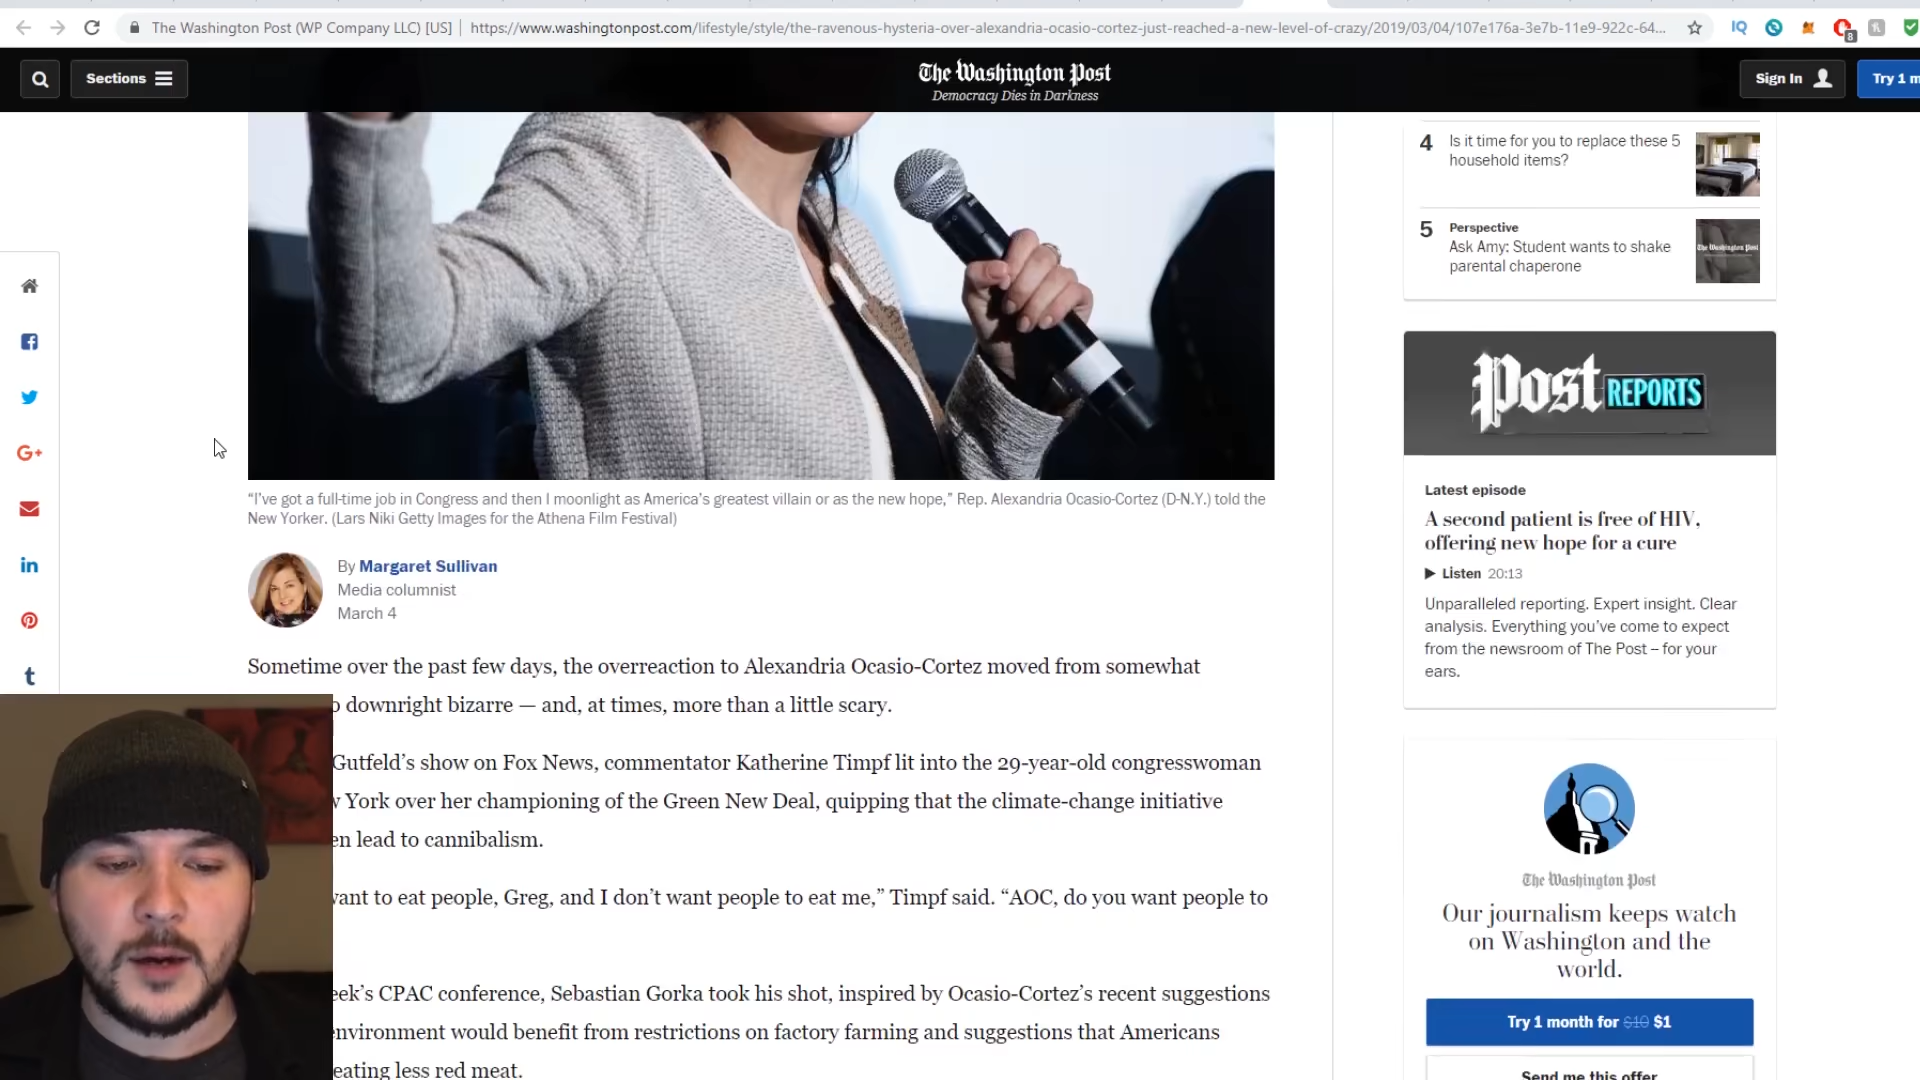 The Washington Post (WP Company LLC) [US] | https://www.washingtonpost.com/lifestyle/style/the-ravenous-hysteria-over-alexandria-ocasio-cortez-just-reached-a-new-level-of-crazy/2019/03/04/107e176a-3e7b-11e9-922c-64...
IQ
8
Sections
The Washington Post
Democracy Dies in Darkness
Sign In
Try 1 m
4 Is it time for you to replace these 5
household items?
5 Perspective
Ask Amy: Student wants to shake
parental chaperone
The Washington Post
G+
in
t
Post REPORTS
"I've got a full-time job in Congress and then I moonlight as America's greatest villain or as the new hope," Rep. Alexandria Ocasio-Cortez (D-N.Y.) told the
New Yorker. (Lars Niki Getty Images for the Athena Film Festival)
By Margaret Sullivan
Media columnist
March 4
Sometime over the past few days, the overreaction to Alexandria Ocasio-Cortez moved from somewhat
o downright bizarre — and, at times, more than a little scary.
Gutfeld's show on Fox News, commentator Katherine Timpf lit into the 29-year-old congresswoman
w York over her championing of the Green New Deal, quipping that the climate-change initiative
en lead to cannibalism.
vant to eat people, Greg, and I don't want people to eat me," Timpf said. "AOC, do you want people to
eek's CPAC conference, Sebastian Gorka took his shot, inspired by Ocasio-Cortez's recent suggestions
environment would benefit from restrictions on factory farming and suggestions that Americans
eating less red meat.
Latest episode
A second patient is free of HIV,
offering new hope for a cure
Listen 20:13
Unparalleled reporting. Expert insight. Clear
analysis. Everything you've come to expect
from the newsroom of The Post – for your
ears.
The Washington Post
Our journalism keeps watch
on Washington and the
world.
Try 1 month for $10 $1
Send me this offer